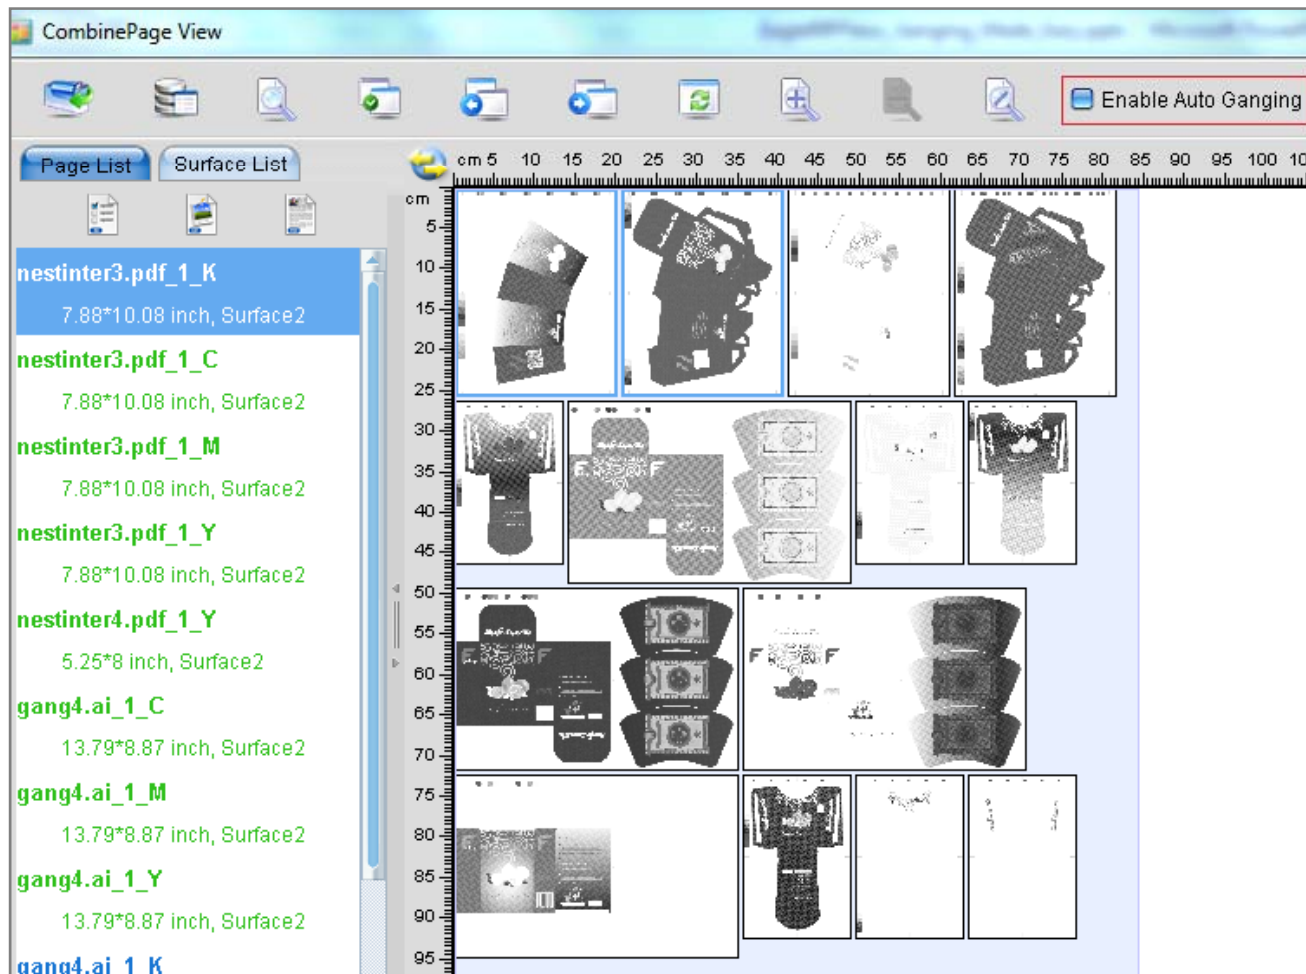 CombinePage View
Enable Auto Ganging
Page List
Surface List
cm 5 10 15 20 25 30 35 40 45 50 55 60 65 70 75 80 85 90 95 100 10
cm
5
10
15
20
25
30
35
40
45
50
55
60
65
70
75
80
85
90
95
nestinter3.pdf_1_K
7.88*10.08 inch, Surface2
nestinter3.pdf_1_C
7.88*10.08 inch, Surface2
nestinter3.pdf_1_M
7.88*10.08 inch, Surface2
nestinter3.pdf_1_Y
7.88*10.08 inch, Surface2
nestinter4.pdf_1_Y
5.25*8 inch, Surface2
gang4.ai_1_C
13.79*8.87 inch, Surface2
gang4.ai_1_M
13.79*8.87 inch, Surface2
gang4.ai_1_Y
13.79*8.87 inch, Surface2
gang4.ai_1_K
F F
F F
F F
F F